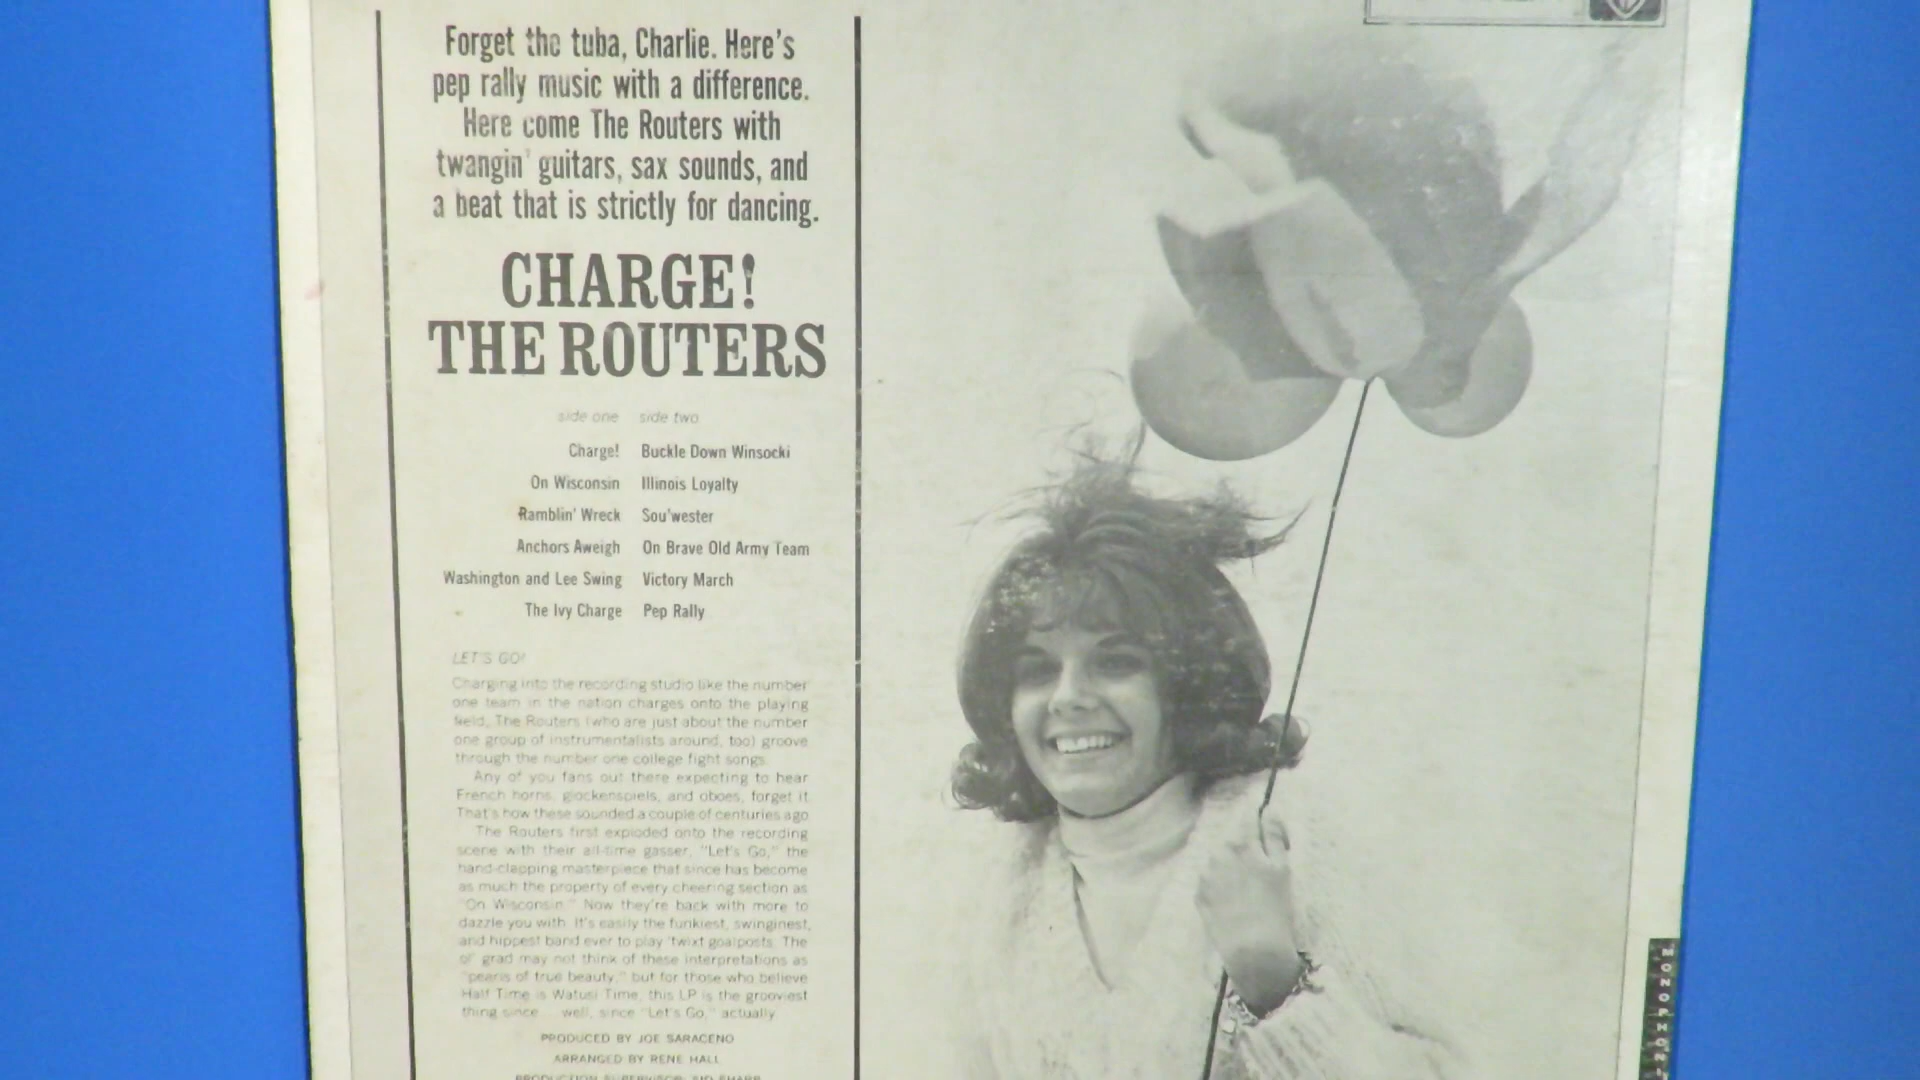 Forget the tuba, Charlie. Here's
pep rally music with a difference.
Here come The Routers with
twangin' guitars, sax sounds, and
a beat that is strictly for dancing.
CHARGE!
THE ROUTERS
side one side two
Charge! Buckle Down Winsocki
On Wisconsin Illinois Loyalty
Ramblin' Wreck Sou'wester
Anchors Aweigh On Brave Old Army Team
Washington and Lee Swing Victory March
The Ivy Charge Pep Rally
LET'S GO!
Charging into the recording studio like the number
one team in the nation charges onto the playing
field, The Routers (who are just about the number
one group of instrumentalists around, too) groove
through the number one college fight songs.
Any of you fans out there expecting to hear
French horns, glockenspiels, and oboes, forget it.
That's how these sounded a couple of centuries ago
The Routers first exploded onto the recording
scene with their all-time gasser, "Let's Go," the
hand-clapping masterpiece that since has become
as much the property of every cheering section as
"On Wisconsin." Now they're back with more to
dazzle you with. It's easily the funkiest, swinginest,
and hippest band ever to play 'twixt goalposts. The
ol' grad may not think of these interpretations as
"pearls of true beauty," but for those who believe
Half Time is Watusi Time, this LP is the grooviest
thing since... well, since "Let's Go," actually
PRODUCED BY JOE SARACENO
ARRANGED BY RENE HALL
PRODUCTION SUPERVISOR: SID SHARP
MONOPHONI